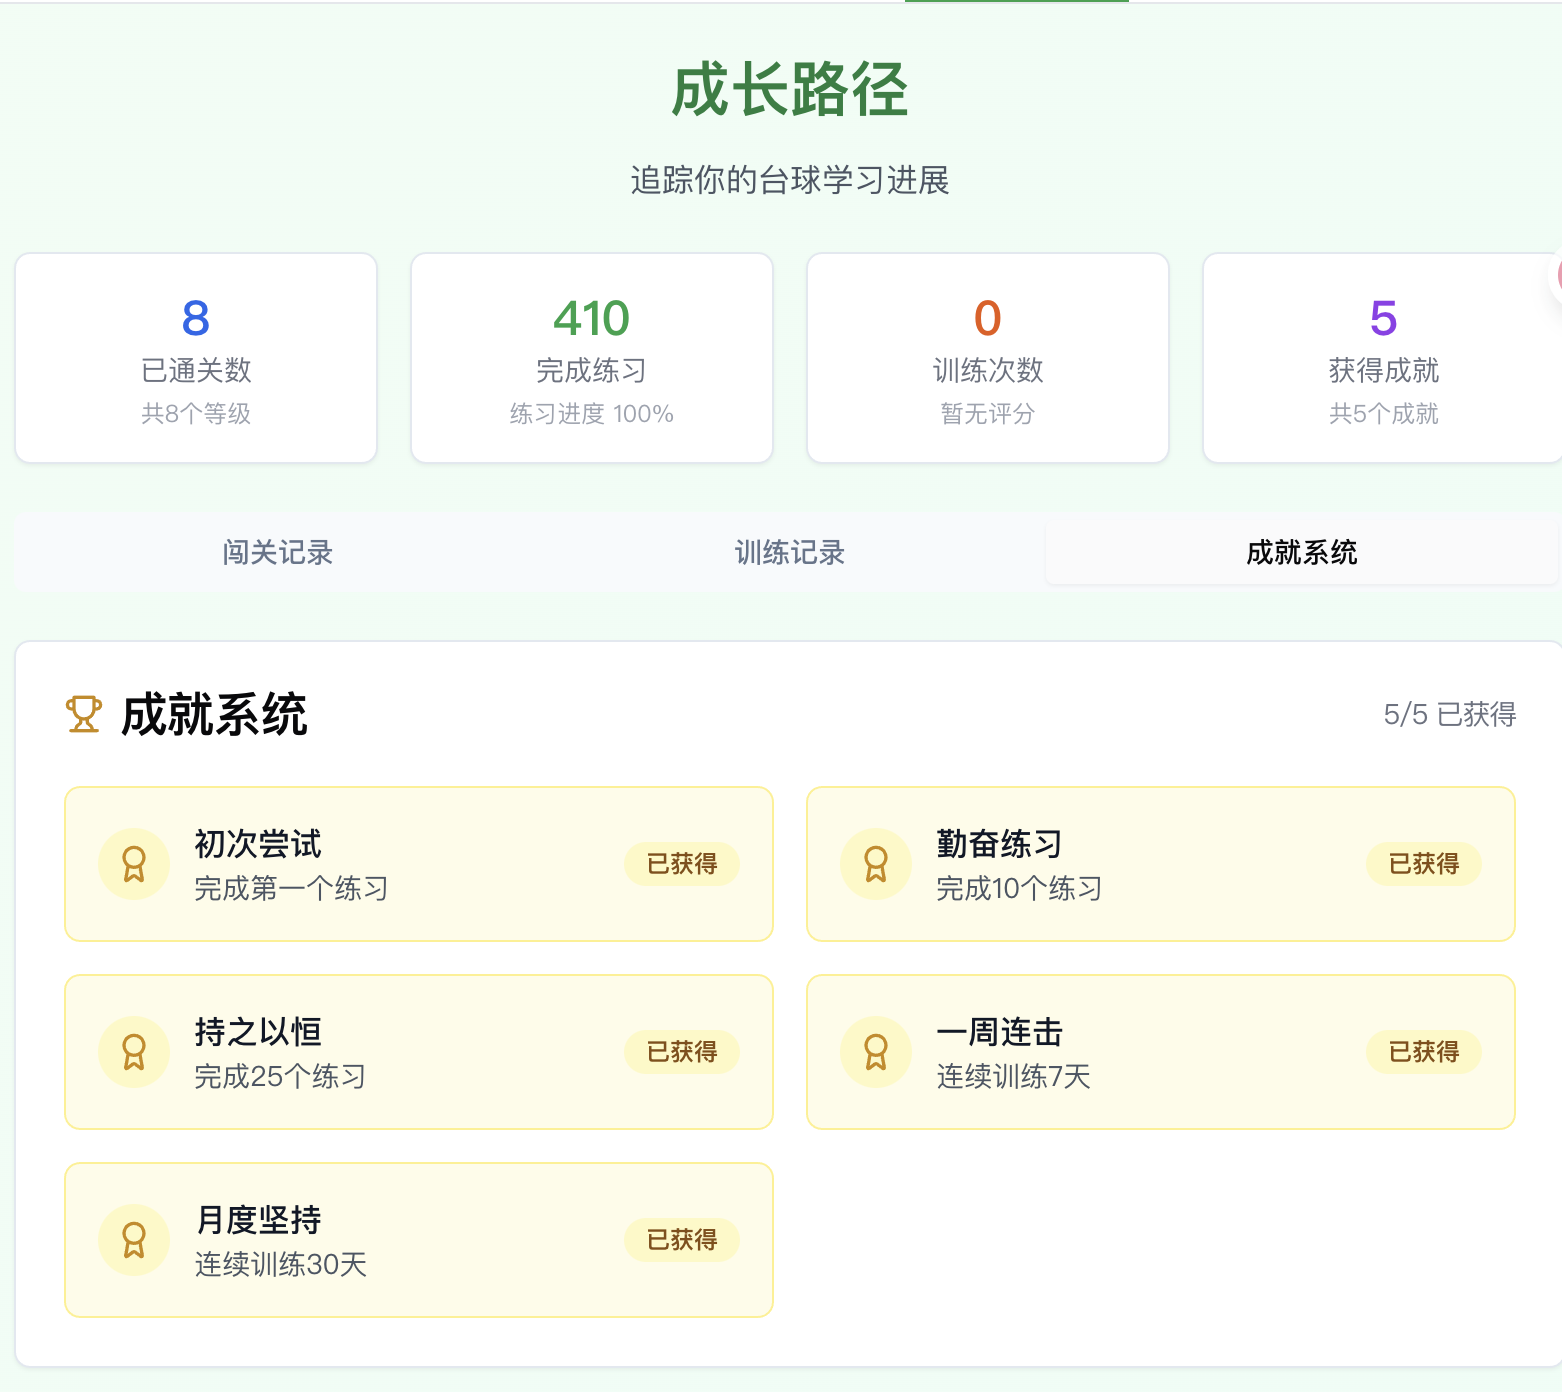 成长路径
追踪你的台球学习进展
8
已通关数
共8个等级
410
完成练习
练习进度 100%
0
训练次数
暂无评分
5
获得成就
共5个成就
闯关记录
训练记录
成就系统
成就系统
5/5 已获得
初次尝试
完成第一个练习
已获得
勤奋练习
完成10个练习
已获得
持之以恒
完成25个练习
已获得
一周连击
连续训练7天
已获得
月度坚持
连续训练30天
已获得